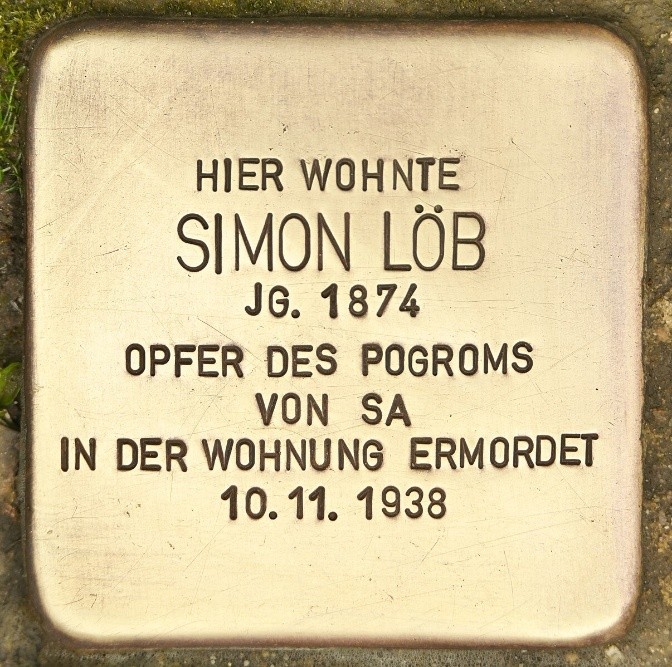 HIER WOHNTE
SIMON LÖB
JG. 1874
OPFER DES POGROMS
VON SA
IN DER WOHNUNG ERMORDET
10.11.1938